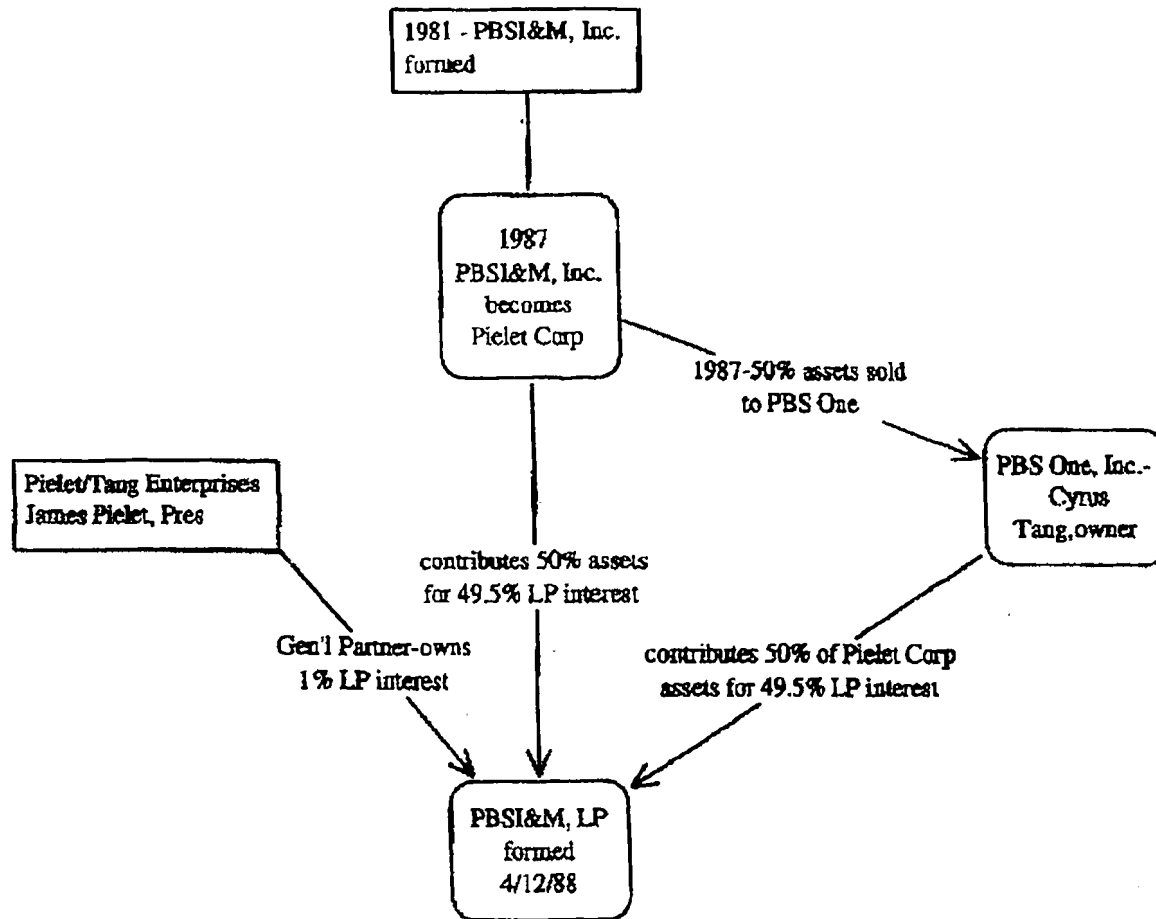 1981 - PBSI&M, Inc.
formed
1987
PBSI&M, Inc.
becomes
Pielet Corp
1987-50% assets sold
to PBS One
PBS One, Inc.-
Cyrus
Tang,owner
Pielet/Tang Enterprises
James Pielet, Pres
contributes 50% assets
for 49.5% LP interest
Gen'l Partner-owns
1% LP interest
contributes 50% of Pielet Corp
assets for 49.5% LP interest
PBSI&M, LP
formed
4/12/88